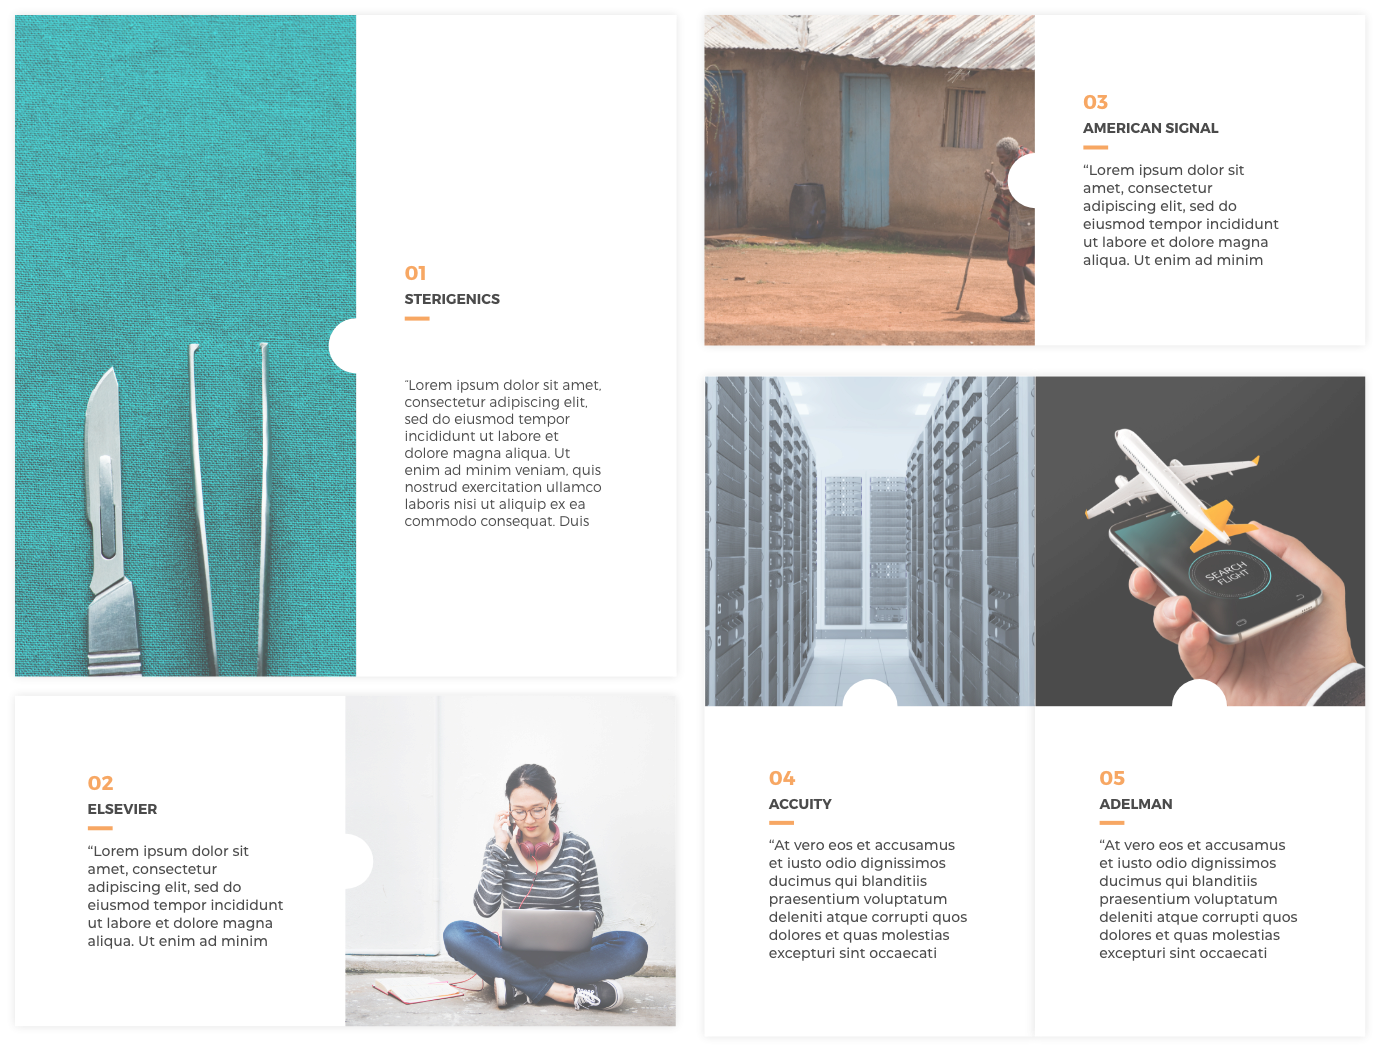 01
STERIGENICS
"Lorem ipsum dolor sit amet,
consectetur adipiscing elit,
sed do eiusmod tempor
incididunt ut labore et
dolore magna aliqua. Ut
enim ad minim veniam, quis
nostrud exercitation ullamco
laboris nisi ut aliquip ex ea
commodo consequat. Duis
02
ELSEVIER
“Lorem ipsum dolor sit
amet, consectetur
adipiscing elit, sed do
eiusmod tempor incididunt
ut labore et dolore magna
aliqua. Ut enim ad minim
03
AMERICAN SIGNAL
“Lorem ipsum dolor sit
amet, consectetur
adipiscing elit, sed do
eiusmod tempor incididunt
ut labore et dolore magna
aliqua. Ut enim ad minim
SEARCH
FLIGHT
04
ACCUITY
“At vero eos et accusamus
et iusto odio dignissimos
ducimus qui blanditiis
praesentium voluptatum
deleniti atque corrupti quos
dolores et quas molestias
excepturi sint occaecati
05
ADELMAN
“At vero eos et accusamus
et iusto odio dignissimos
ducimus qui blanditiis
praesentium voluptatum
deleniti atque corrupti quos
dolores et quas molestias
excepturi sint occaecati